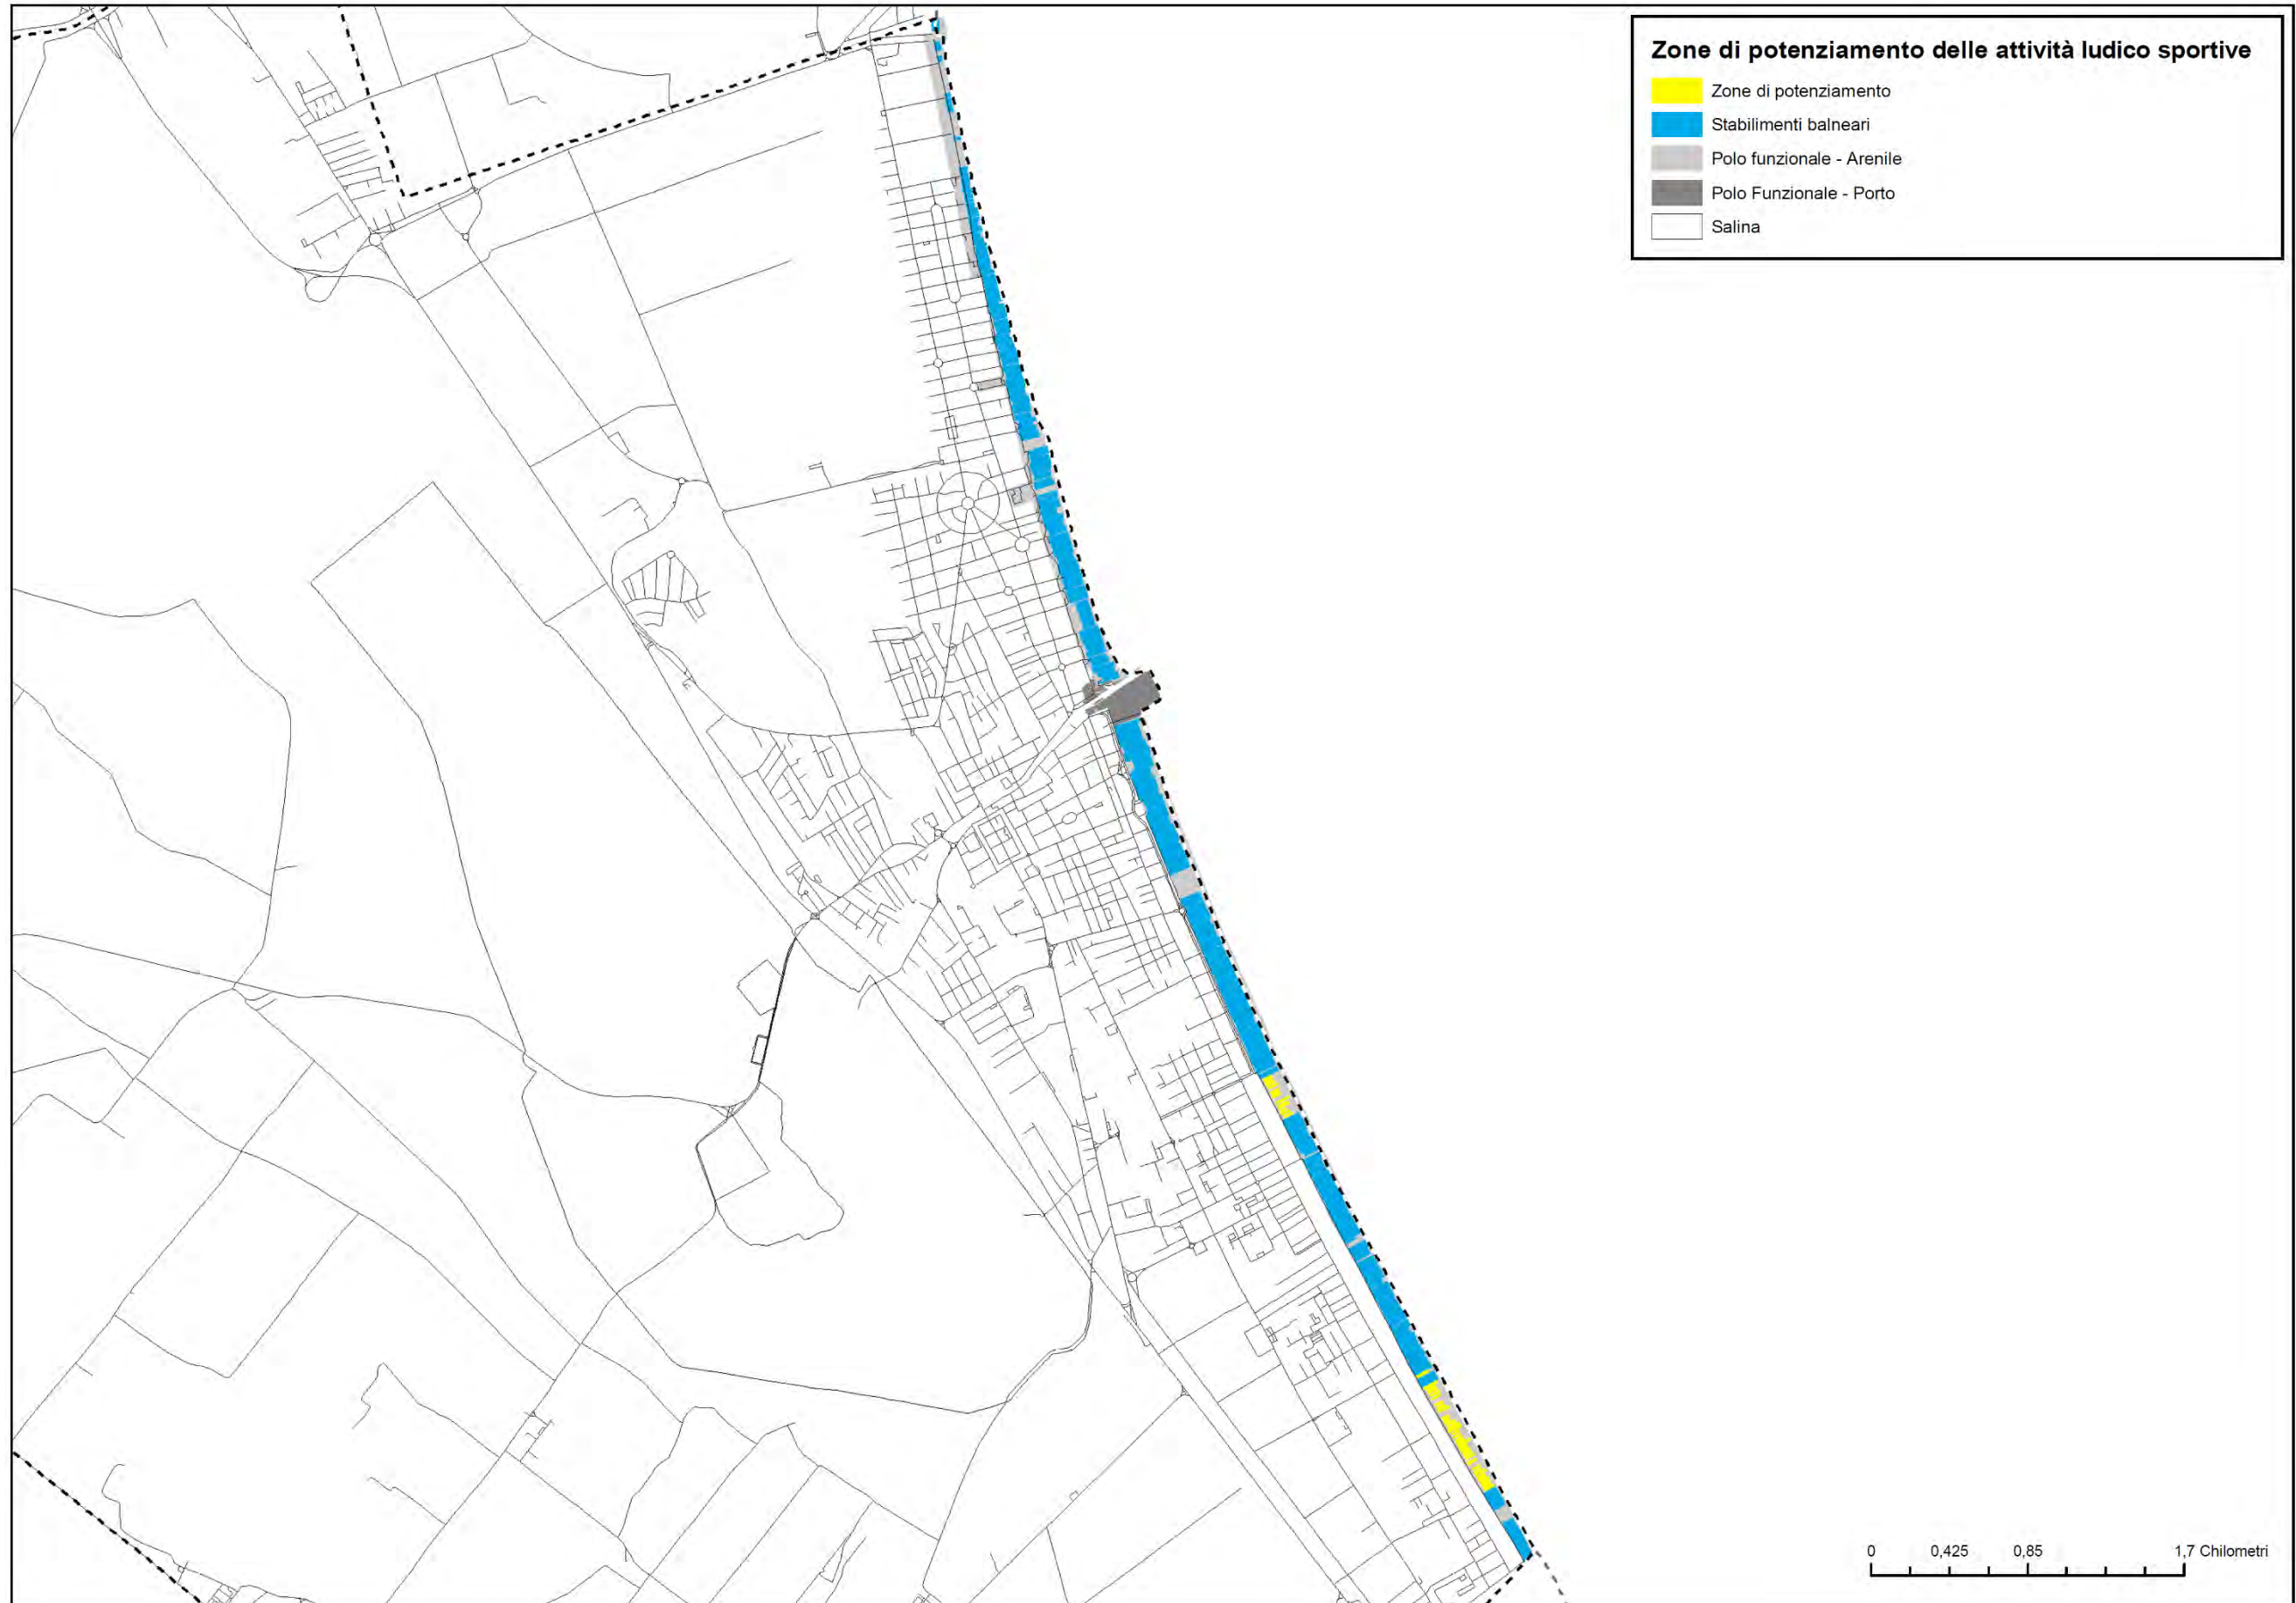 Zone di potenziamento delle attività ludico sportive
Zone di potenziamento
Stabilimenti balneari
Polo funzionale - Arenile
Polo Funzionale - Porto
Salina
0 0,425 0,85 1,7 Chilometri